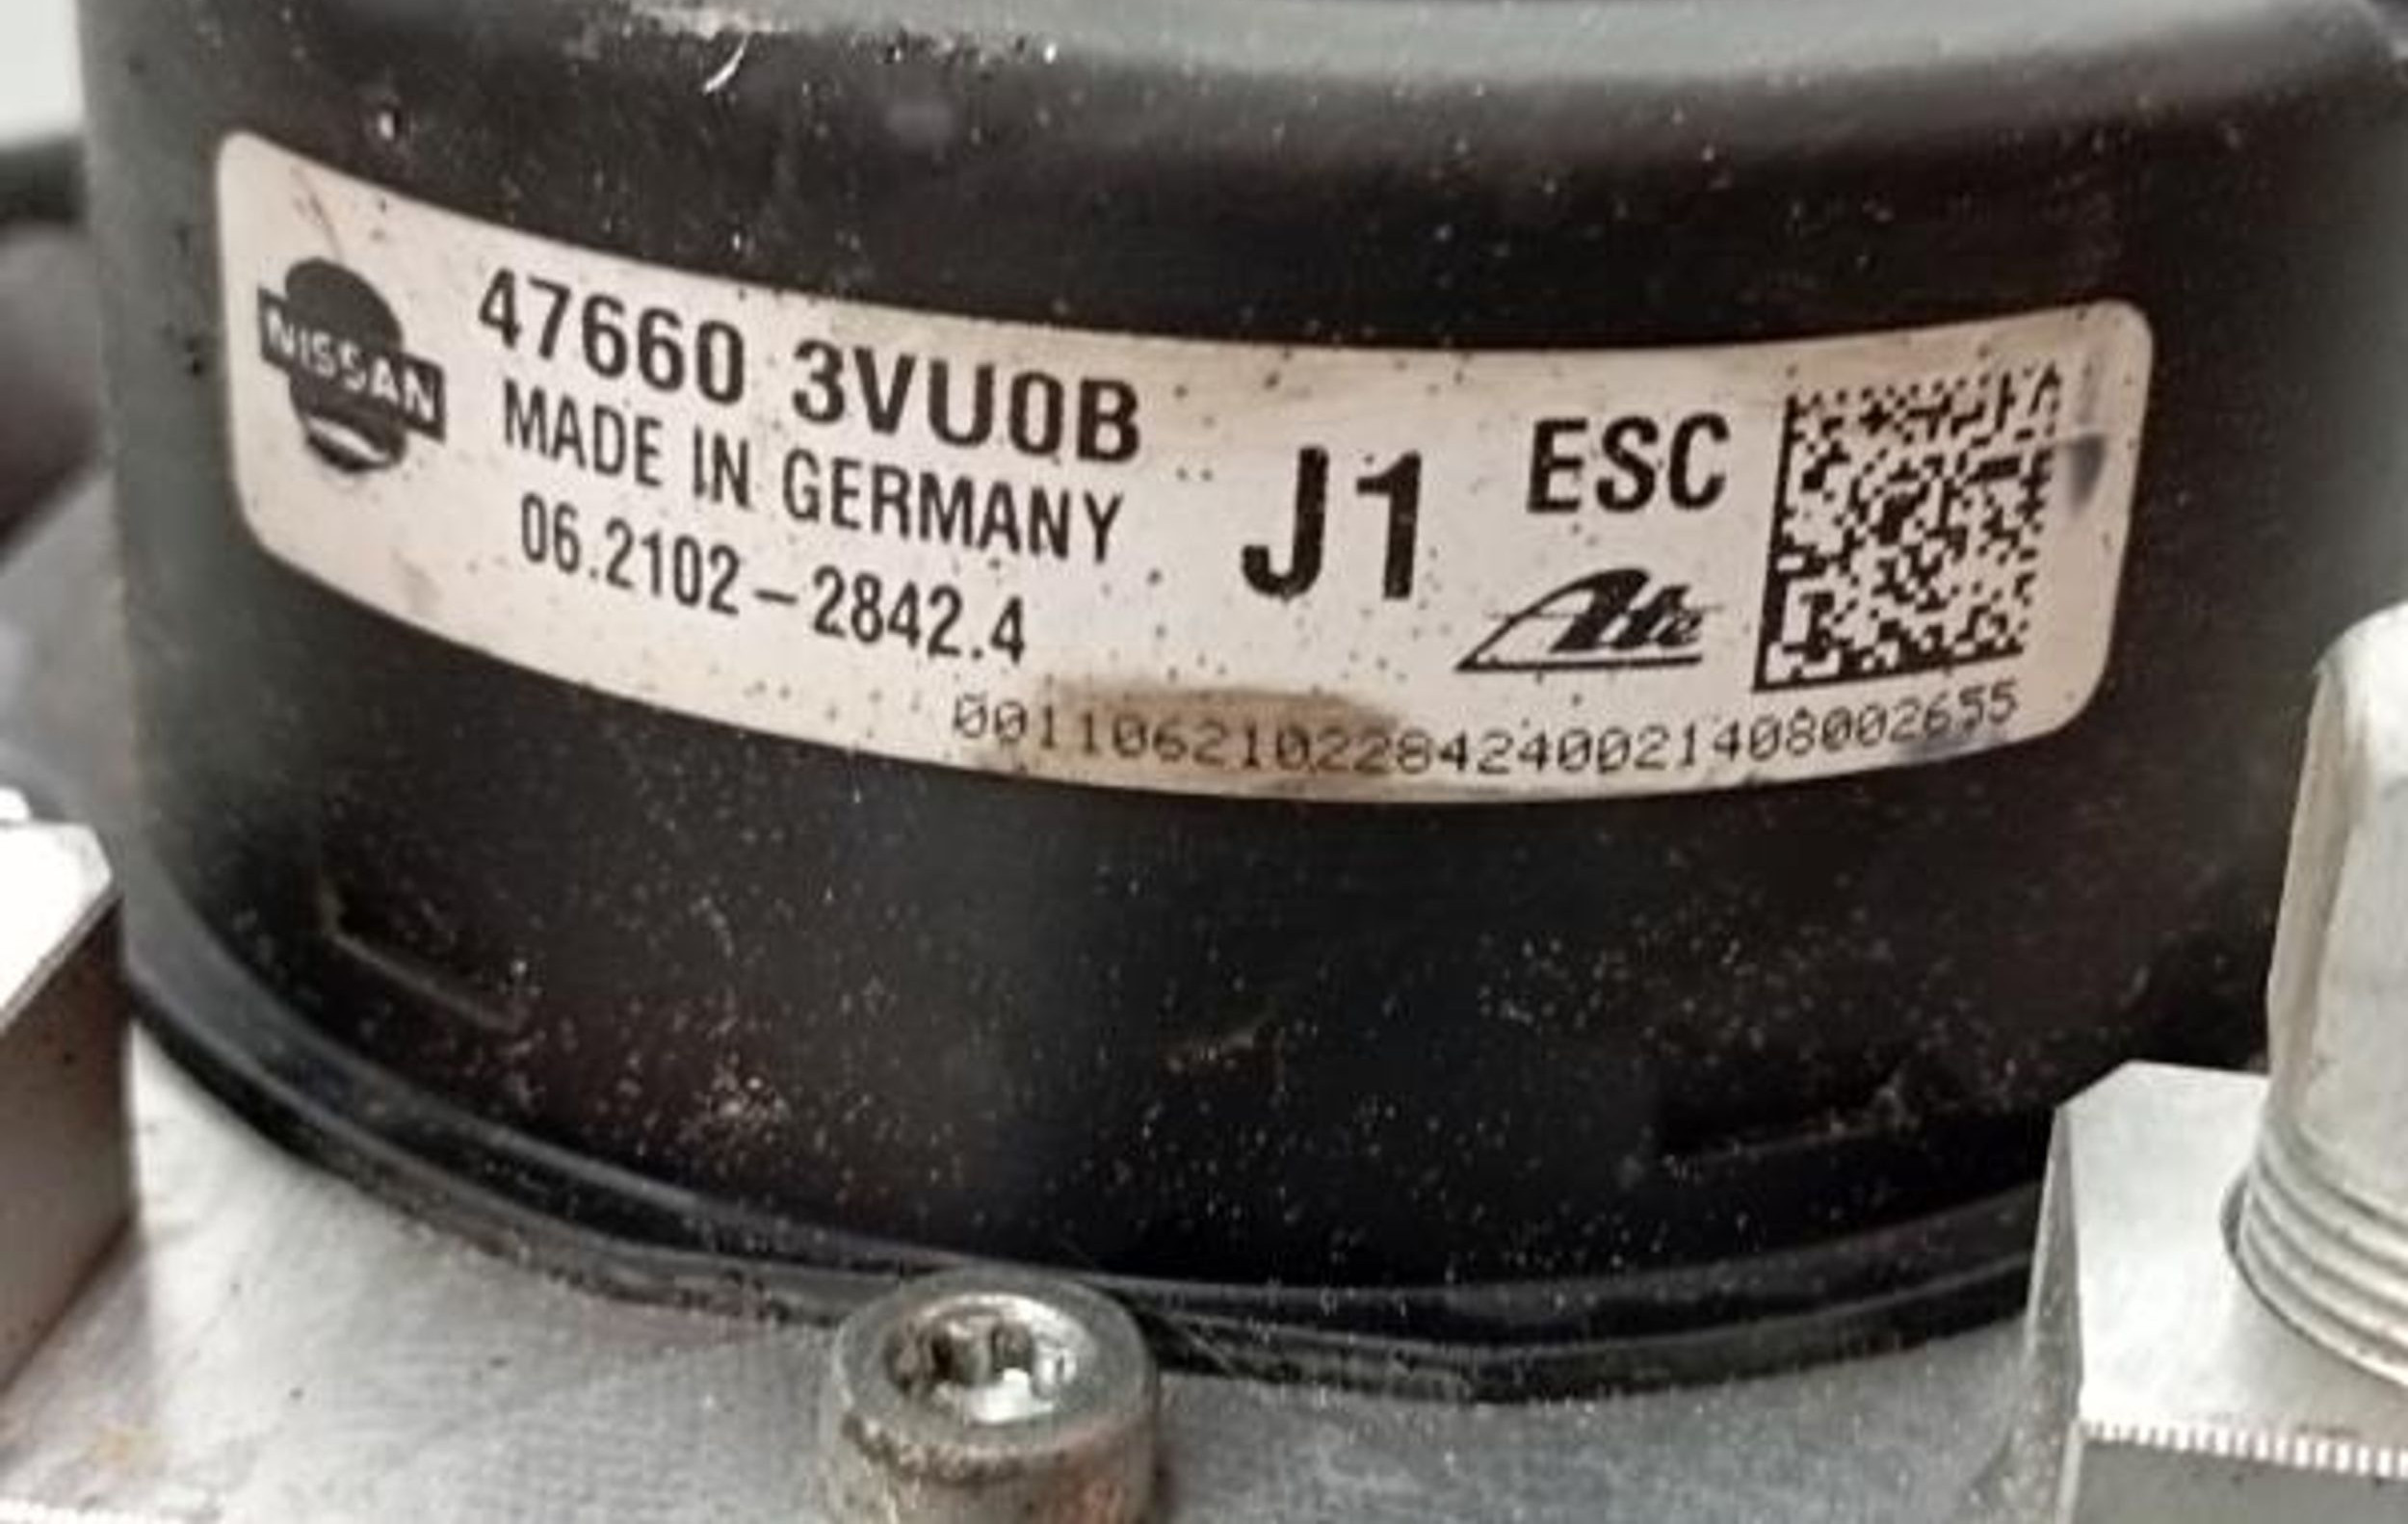 NISSAN
47660 3VU0B
MADE IN GERMANY
06.2102-2842.4
J1
ESC
Ate
0011062102284240021408002655